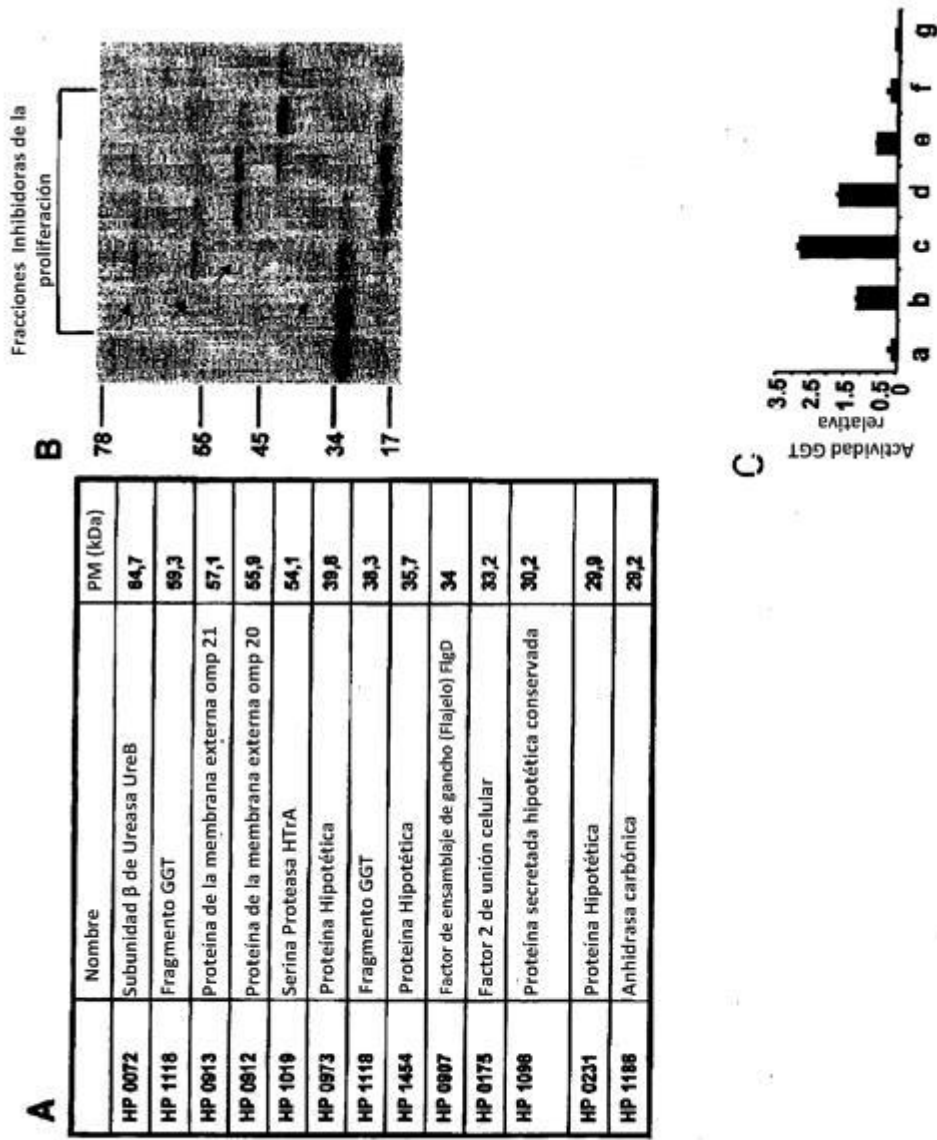 A
Nombre PM (kDa)
HP 0072 Subunidad β de Ureasa UreB 64,7
HP 1118 Fragmento GGT 59,3
HP 0913 Proteína de la membrana externa omp 21 57,1
HP 0912 Proteína de la membrana externa omp 20 55,9
HP 1019 Serina Proteasa HTrA 54,1
HP 0973 Proteína Hipotética 39,8
HP 1118 Fragmento GGT 38,3
HP 1454 Proteína Hipotética 35,7
HP 0907 Factor de ensamblaje de gancho (Flajelo) FlgD 34
HP 0175 Factor 2 de unión celular 33,2
HP 1098 Proteína secretada hipotética conservada 30,2
HP 0231 Proteína Hipotética 29,9
HP 1186 Anhidrasa carbónica 28,2
B
Fracciones Inhibidoras de la
proliferación
78
66
45
34
17
C
Actividad GGT
relativa
3.5
2.5
1.5
0.5
0
a b c d e f g